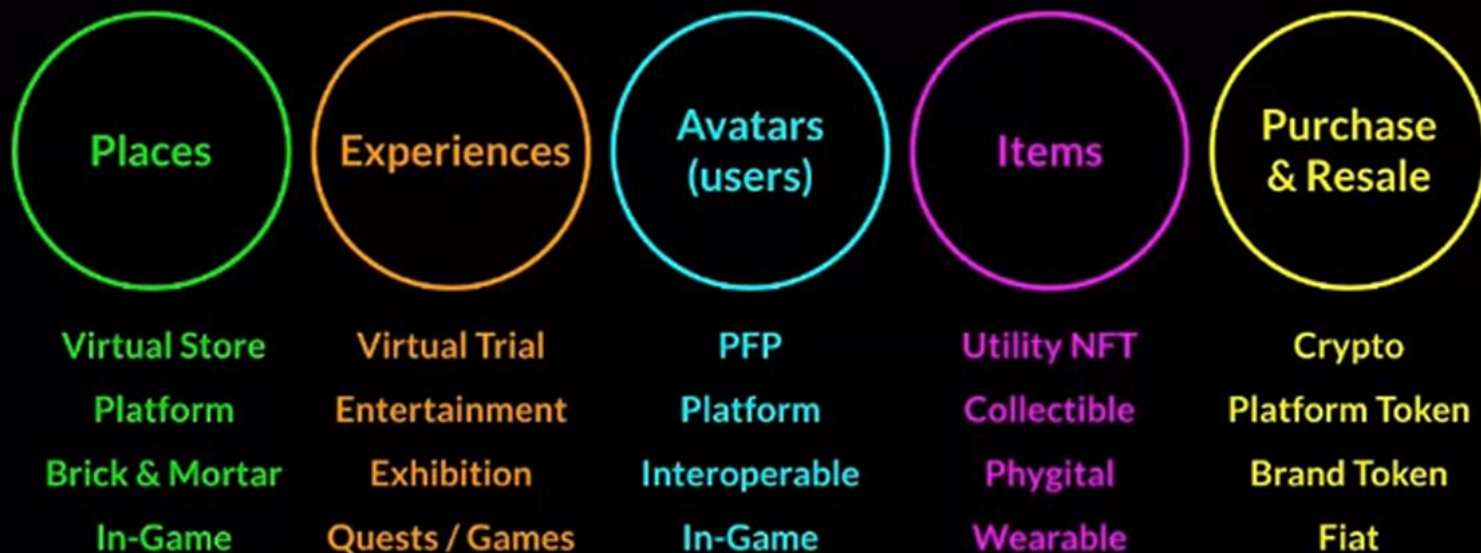 Places
Experiences
Avatars
(users)
Items
Purchase
& Resale
Virtual Store
Virtual Trial
PFP
Utility NFT
Crypto
Platform
Entertainment
Platform
Collectible
Platform Token
Brick & Mortar
Exhibition
Interoperable
Phygital
Brand Token
In-Game
Quests / Games
In-Game
Wearable
Fiat